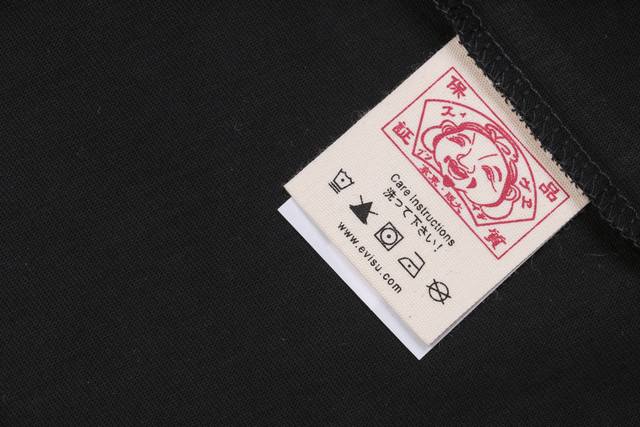 品質
保証
Care instructions
洗って下さい!
www.evisu.com